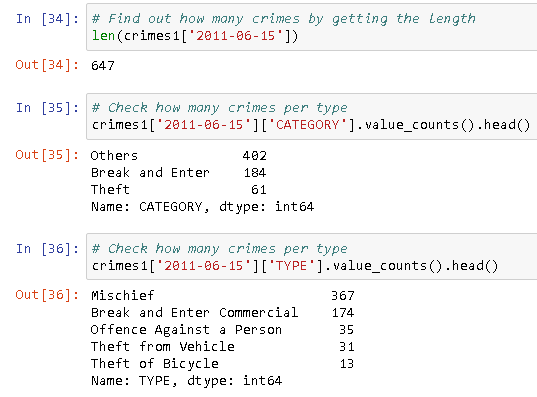 In [34]: # Find out how many crimes by getting the length
len(crimes1['2011-06-15'])
Out[34]: 647
In [35]: # Check how many crimes per type
crimes1['2011-06-15']['CATEGORY'].value_counts().head()
Out[35]: Others 402
Break and Enter 184
Theft 61
Name: CATEGORY, dtype: int64
In [36]: # Check how many crimes per type
crimes1['2011-06-15']['TYPE'].value_counts().head()
Out[36]: Mischief 367
Break and Enter Commercial 174
Offence Against a Person 35
Theft from Vehicle 31
Theft of Bicycle 13
Name: TYPE, dtype: int64